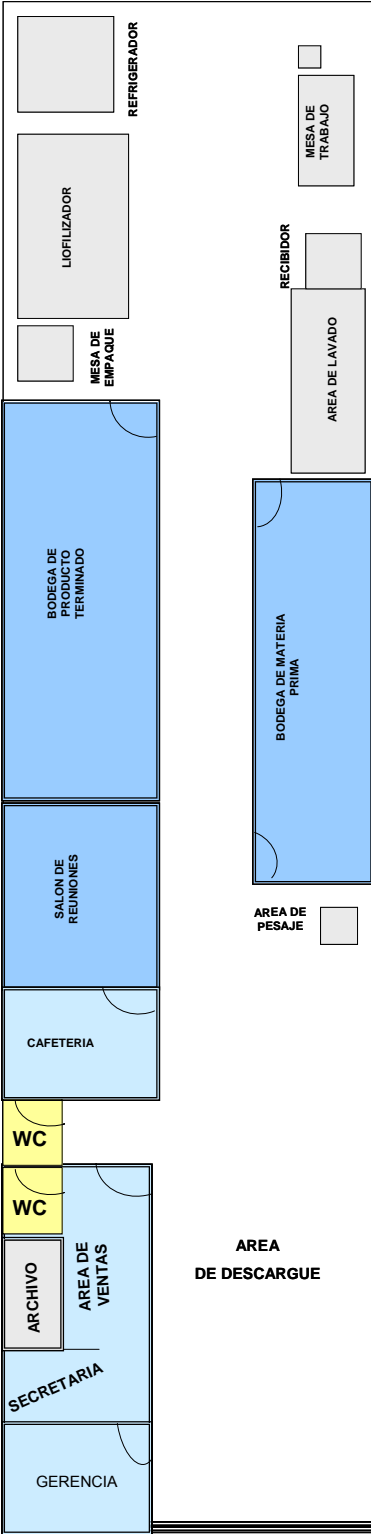 REFRIGERADOR
LIOFILIZADOR
MESA DE
EMPAQUE
MESA DE
TRABAJO
RECIBIDOR
AREA DE LAVADO
BODEGA DE
PRODUCTO
TERMINADO
BODEGA DE MATERIA
PRIMA
SALON DE
REUNIONES
AREA DE
PESAJE
CAFETERIA
WC
WC
ARCHIVO
AREA DE
VENTAS
SECRETARIA
GERENCIA
AREA
DE DESCARGUE